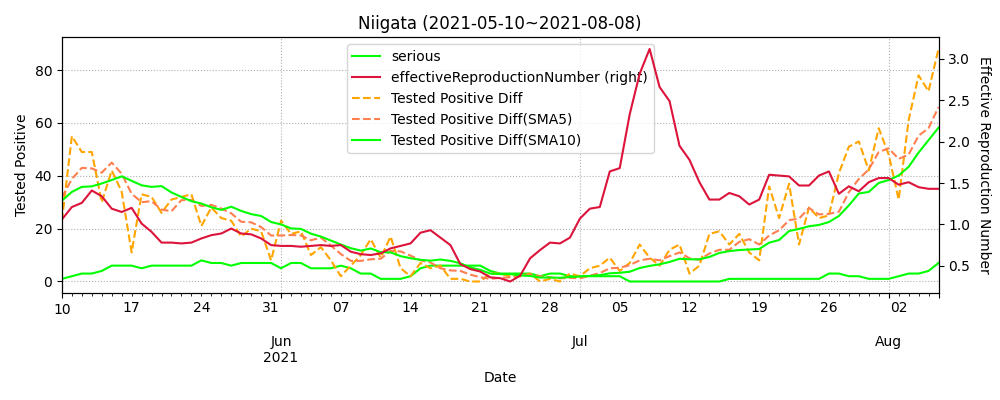 Niigata (2021-05-10~2021-08-08)
serious
effectiveReproductionNumber (right)
Tested Positive Diff
Tested Positive Diff(SMA5)
Tested Positive Diff(SMA10)
Tested Positive
80
60
40
20
0
3.0
2.5
2.0
1.5
1.0
0.5
Effective Reproduction Number
10 17 24 31 07 14 21 28 05 12 19 26 02
Jun Jul Aug
2021
Date